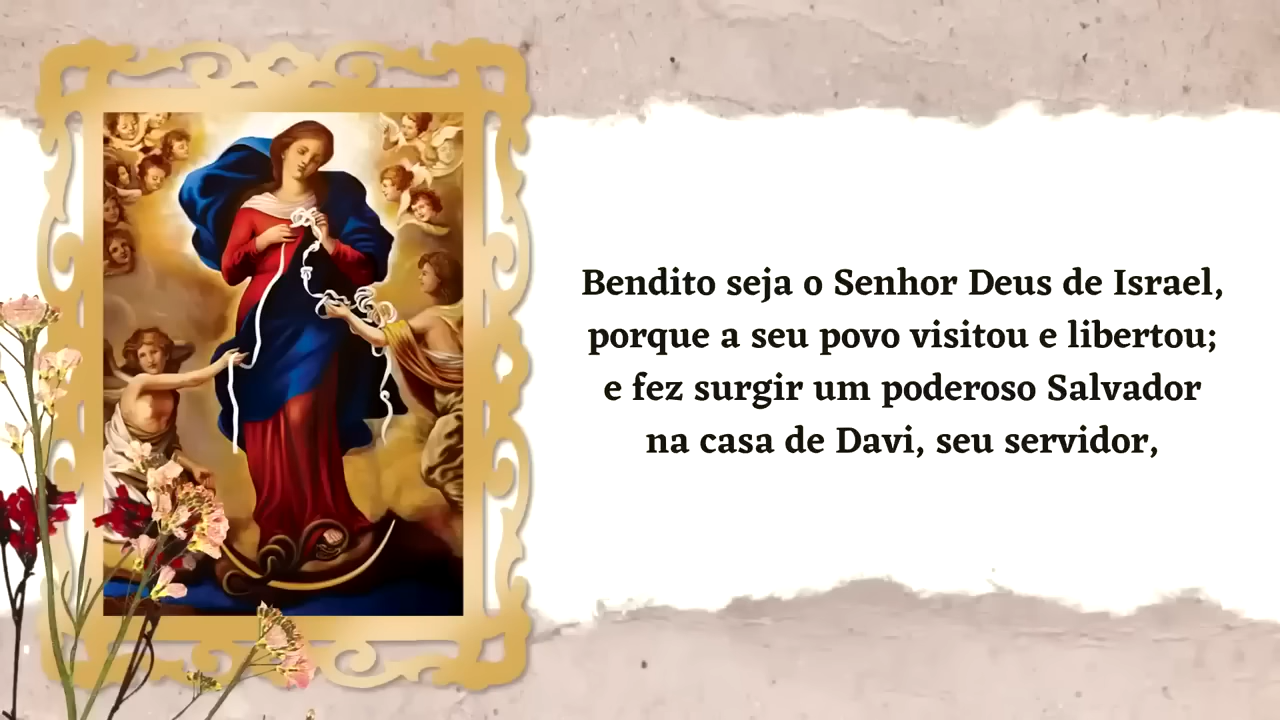 Bendito seja o Senhor Deus de Israel,
porque a seu povo visitou e libertou;
e fez surgir um poderoso Salvador
na casa de Davi, seu servidor,